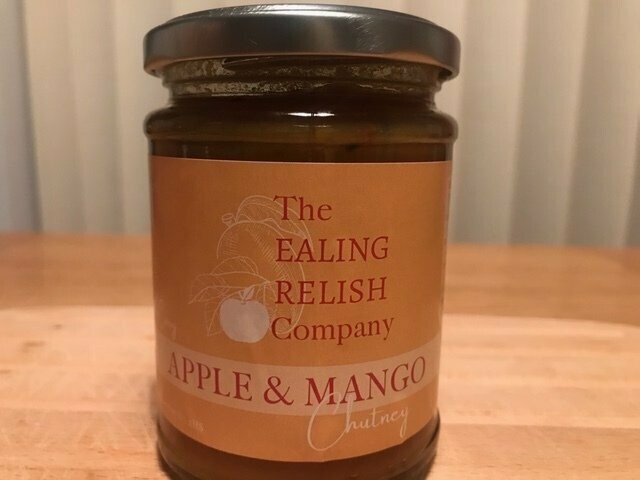 The
EALING
RELISH
Company
APPLE & MANGO
Chutney